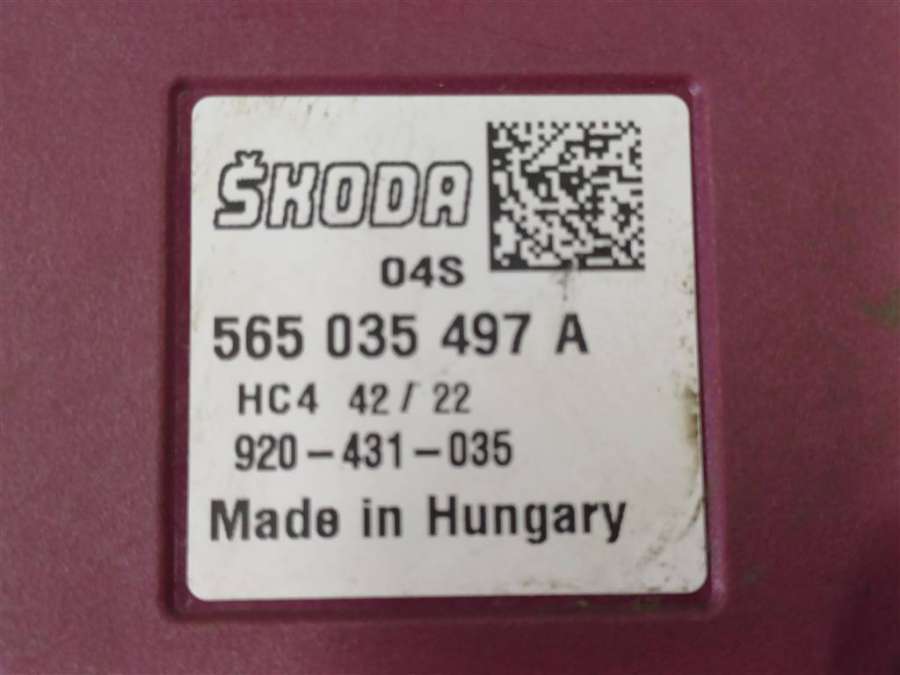 ŠKODA
04S
565 035 497 A
HC4 42 / 22
920-431-035
Made in Hungary